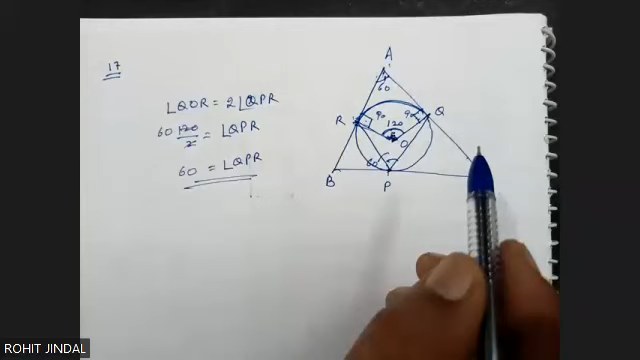 17
∠QOR = 2∠QPR
60 120/2 = ∠QPR
60 = ∠QPR
A
60
R
90
90
Q
120
O
60
B
P
ROHIT JINDAL